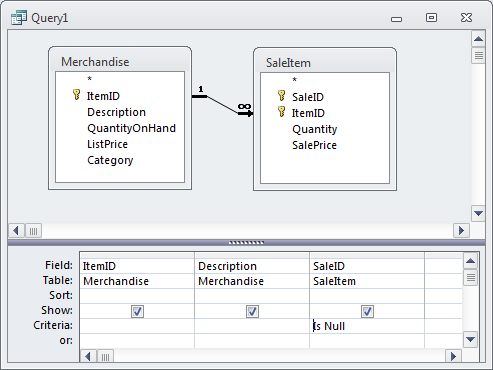 Query1
Merchandise
*
ItemID
Description
QuantityOnHand
ListPrice
Category
1
∞
SaleItem
*
SaleID
ItemID
Quantity
SalePrice
Field: ItemID Description SaleID
Table: Merchandise Merchandise SaleItem
Sort:
Show:
Criteria: Is Null
or: